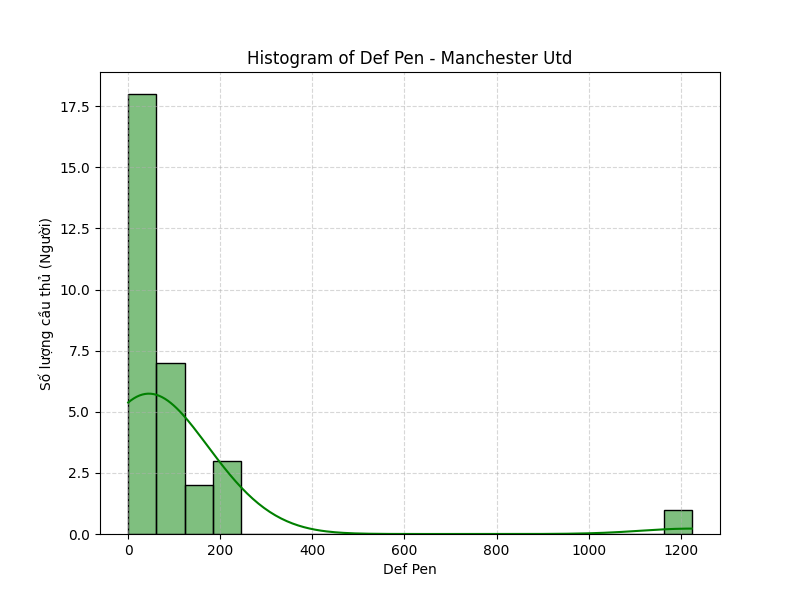 Histogram of Def Pen - Manchester Utd
Số lượng cầu thủ (Người)
17.5
15.0
12.5
10.0
7.5
5.0
2.5
0.0
0 200 400 600 800 1000 1200
Def Pen